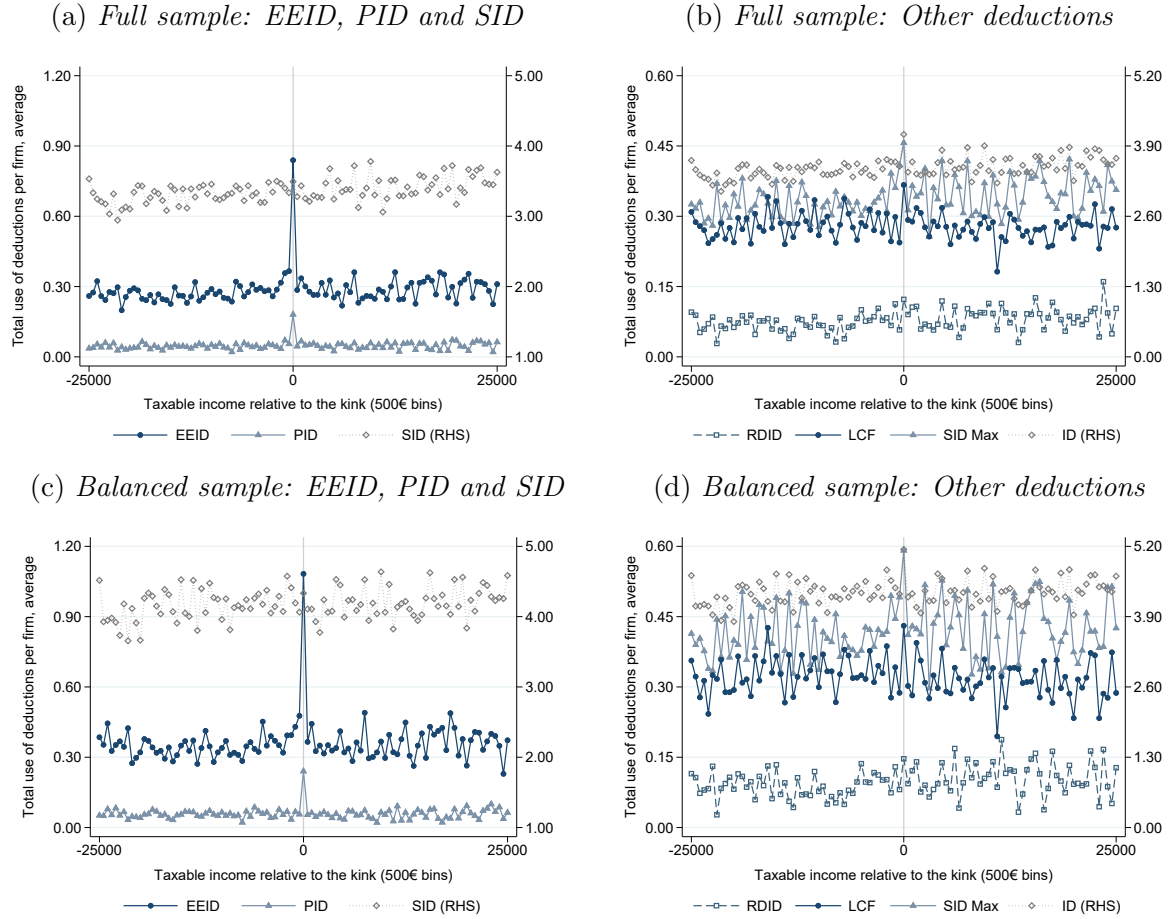 (a) Full sample: EEID, PID and SID
Total use of deductions per firm, average
1.20
0.90
0.60
0.30
0.00
5.00
4.00
3.00
2.00
1.00
-25000
0
25000
Taxable income relative to the kink (500€ bins)
EEID
PID
SID (RHS)
(b) Full sample: Other deductions
Total use of deductions per firm, average
0.60
0.45
0.30
0.15
0.00
5.20
3.90
2.60
1.30
0.00
-25000
0
25000
Taxable income relative to the kink (500€ bins)
RDID
LCF
SID Max
ID (RHS)
(c) Balanced sample: EEID, PID and SID
Total use of deductions per firm, average
1.20
0.90
0.60
0.30
0.00
5.00
4.00
3.00
2.00
1.00
-25000
0
25000
Taxable income relative to the kink (500€ bins)
EEID
PID
SID (RHS)
(d) Balanced sample: Other deductions
Total use of deductions per firm, average
0.60
0.45
0.30
0.15
0.00
5.20
3.90
2.60
1.30
0.00
-25000
0
25000
Taxable income relative to the kink (500€ bins)
RDID
LCF
SID Max
ID (RHS)